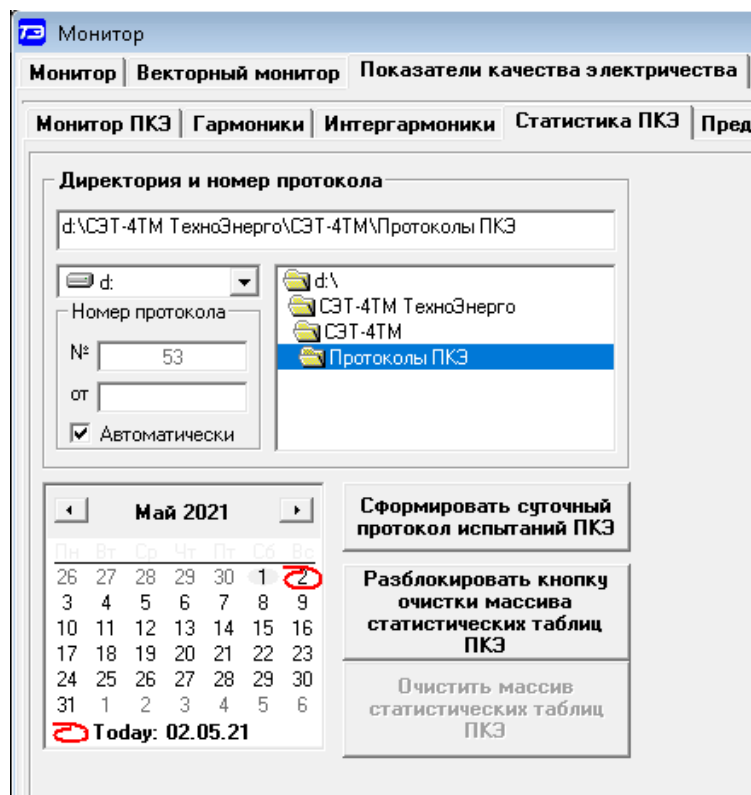 ТЭ Монитор
Монитор Векторный монитор Показатели качества электричества
Монитор ПКЭ Гармоники Интергармоники Статистика ПКЭ Пред
Директория и номер протокола
d:\СЭТ-4ТМ ТехноЭнерго\СЭТ-4ТМ\Протоколы ПКЭ
d:
d:\
СЭТ-4ТМ ТехноЭнерго
СЭТ-4ТМ
Протоколы ПКЭ
Номер протокола
№ 53
от
Автоматически
Май 2021
Пн Вт Ср Чт Пт Сб Вс
26 27 28 29 30 1 2
3 4 5 6 7 8 9
10 11 12 13 14 15 16
17 18 19 20 21 22 23
24 25 26 27 28 29 30
31 1 2 3 4 5 6
Today: 02.05.21
Сформировать суточный
протокол испытаний ПКЭ
Разблокировать кнопку
очистки массива
статистических таблиц
ПКЭ
Очистить массив
статистических таблиц
ПКЭ